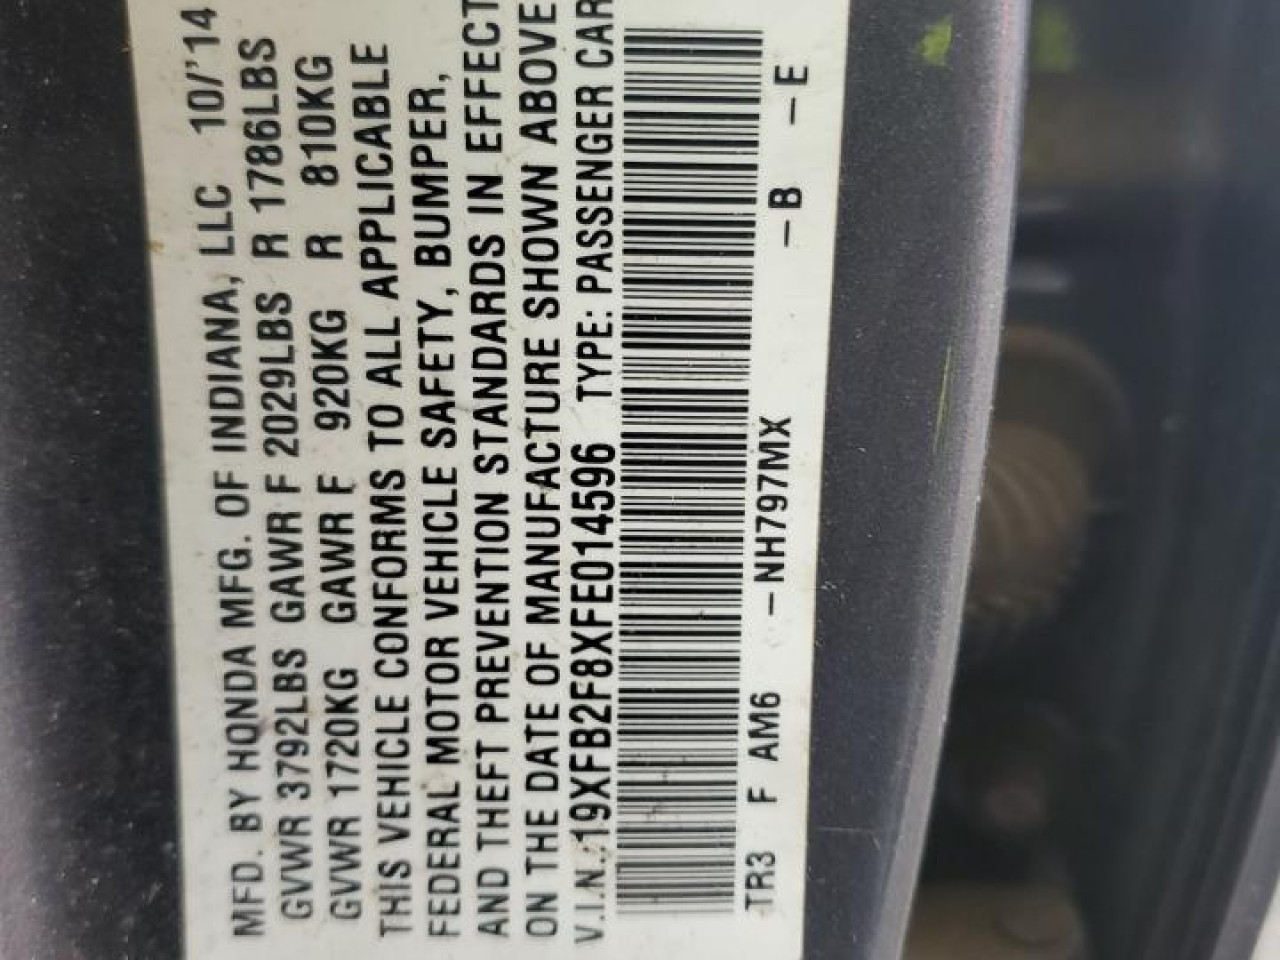 MFD. BY HONDA MFG. OF INDIANA, LLC 10/'14
GVWR 3792LBS GAWR F 2029LBS R 1786LBS
GVWR 1720KG GAWR F 920KG R 810KG
THIS VEHICLE CONFORMS TO ALL APPLICABLE
FEDERAL MOTOR VEHICLE SAFETY, BUMPER,
AND THEFT PREVENTION STANDARDS IN EFFECT
ON THE DATE OF MANUFACTURE SHOWN ABOVE
V.I.N.:19XFB2F8XFE014596 TYPE: PASSENGER CAR
TR3 F AM6 -NH797MX -B -E